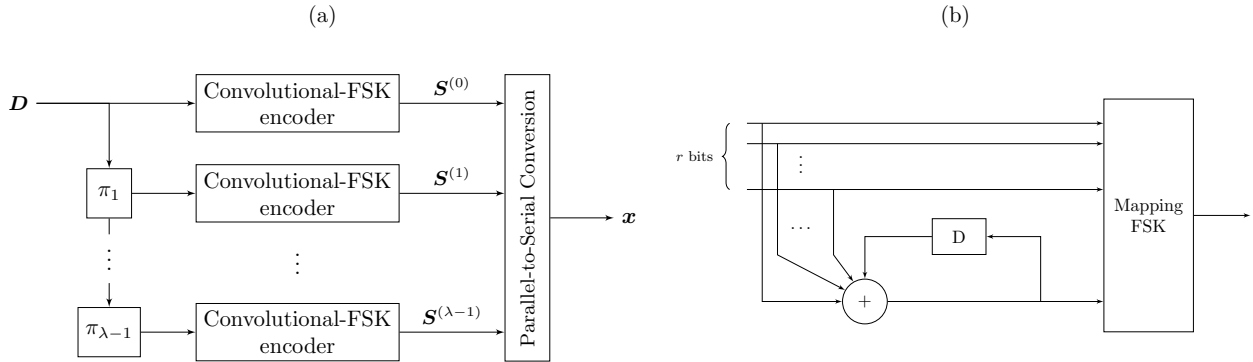 (a)
D
Convolutional-FSK
encoder
S^(0)
π_1
Convolutional-FSK
encoder
S^(1)
⋮
⋮
π_{λ−1}
Convolutional-FSK
encoder
S^(λ−1)
Parallel-to-Serial Conversion
x
(b)
r bits
⋮
...
D
+
Mapping
FSK